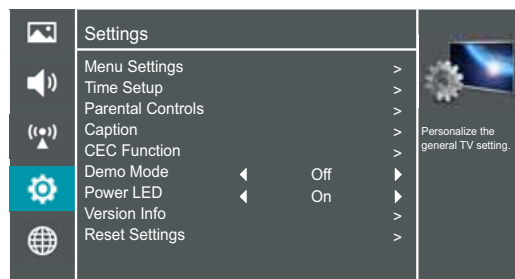 Settings
Menu Settings >
Time Setup >
Parental Controls >
Caption >
CEC Function >
Demo Mode Off
Power LED On
Version Info >
Reset Settings >
Personalize the
general TV setting.